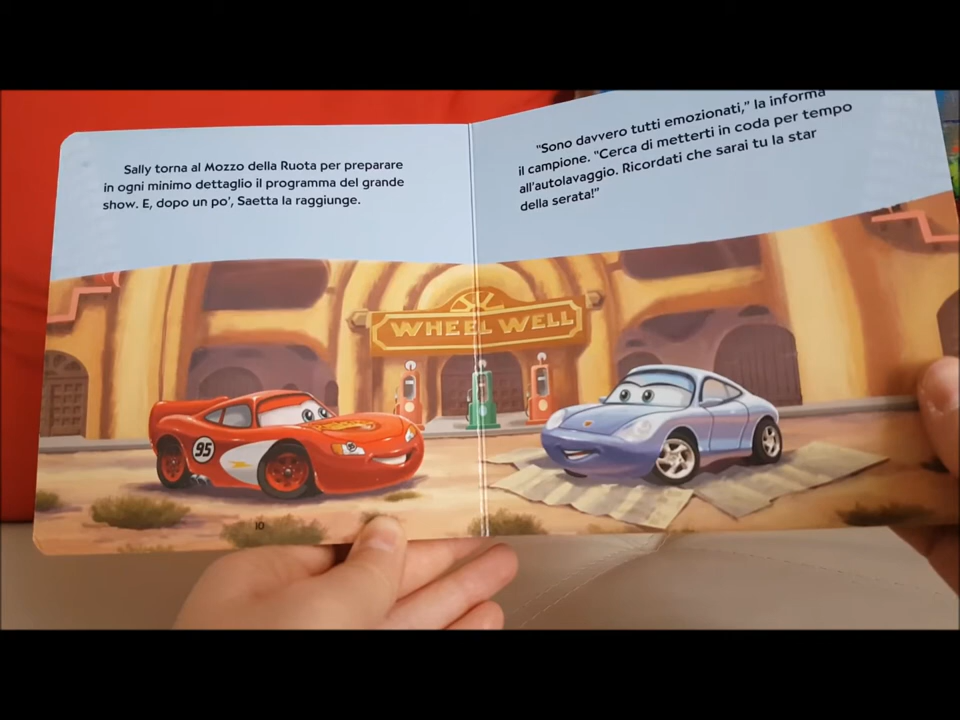 Sally torna al Mozzo della Ruota per preparare
in ogni minimo dettaglio il programma del grande
show. E, dopo un po', Saetta la raggiunge.
"Sono davvero tutti emozionati," la informa
il campione. "Cerca di metterti in coda per tempo
all'autolavaggio. Ricordati che sarai tu la star
della serata!"
WHEEL WELL
95
10